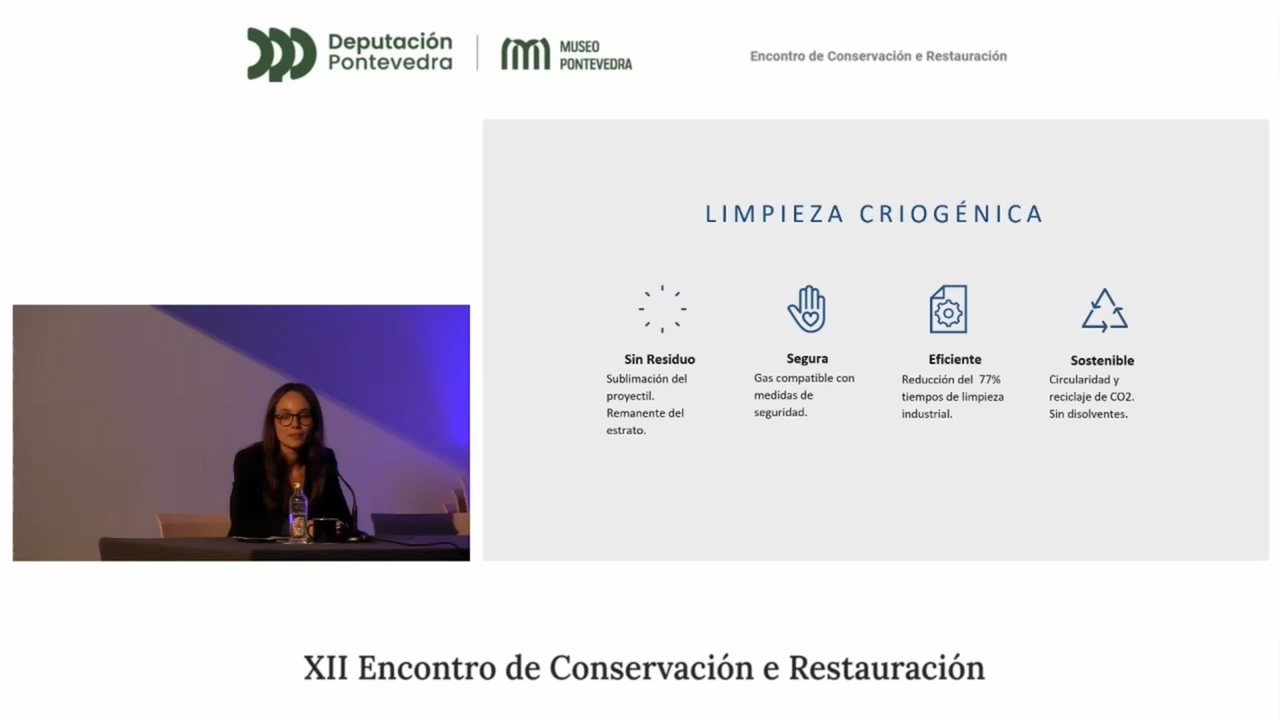 Deputación
Pontevedra
MUSEO
PONTEVEDRA
Encontro de Conservación e Restauración
LIMPIEZA CRIOGÉNICA
Sin Residuo
Sublimación del
proyectil.
Remanente del
estrato.
Segura
Gas compatible con
medidas de
seguridad.
Eficiente
Reducción del 77%
tiempos de limpieza
industrial.
Sostenible
Circularidad y
reciclaje de CO2.
Sin disolventes.
XII Encontro de Conservación e Restauración